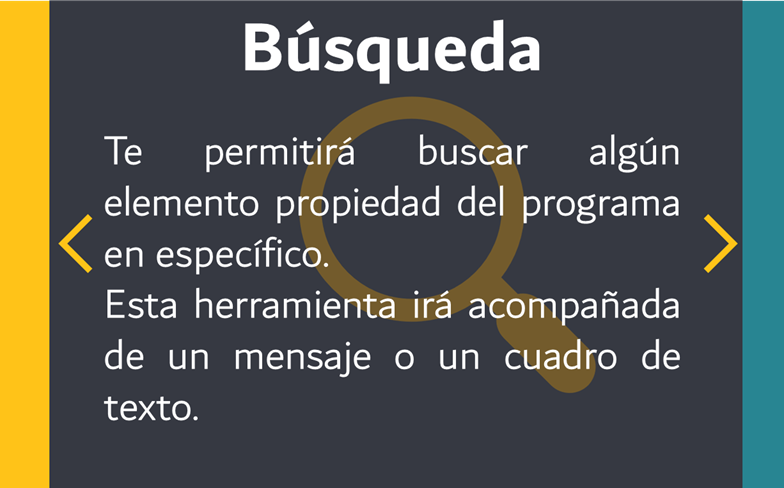 Búsqueda
Te permitirá buscar algún
elemento propiedad del programa
en específico.
Esta herramienta irá acompañada
de un mensaje o un cuadro de
texto.